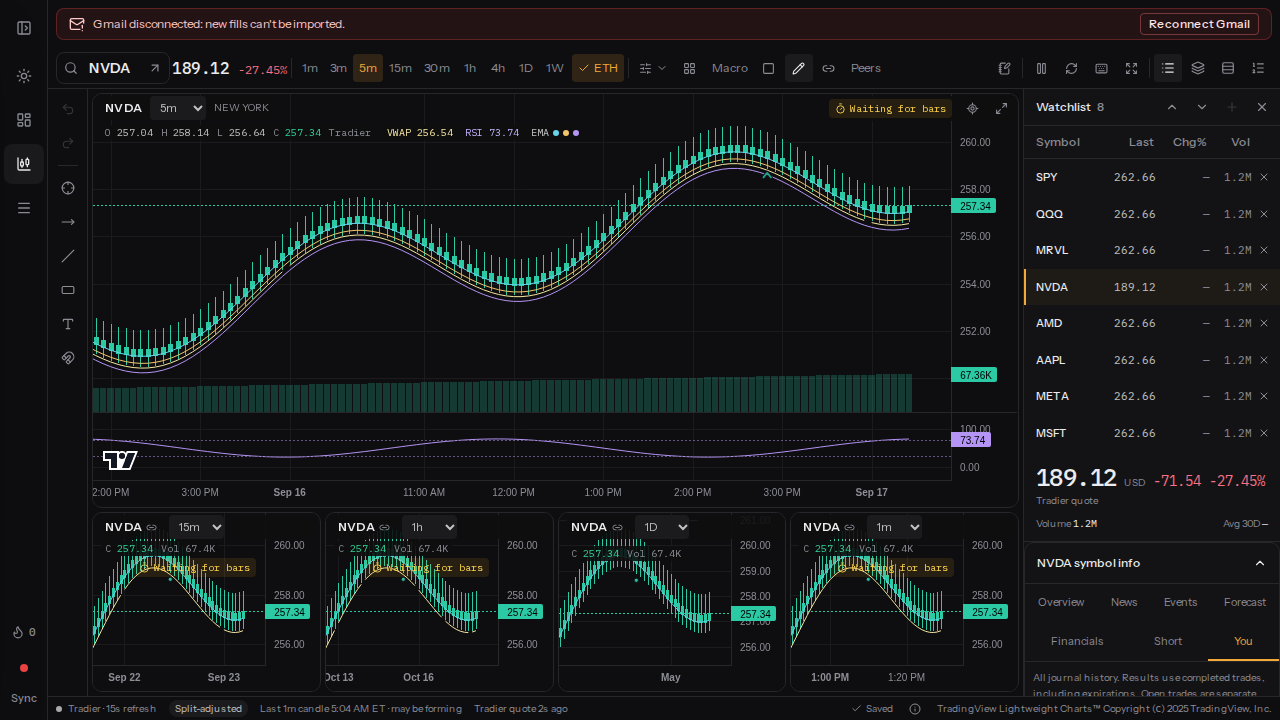 Gmail disconnected: new fills can't be imported.
Reconnect Gmail
NVDA
189.12 -27.45%
1m 3m 5m 15m 30m 1h 4h 1D 1W ETH
Macro
Peers
NVDA 5m NEW YORK
Waiting for bars
O 257.04 H 258.14 L 256.64 C 257.34 Tradier VWAP 256.54 RSI 73.74 EMA
260.00
258.00
257.34
256.00
254.00
252.00
67.36K
100.00
73.74
0.00
2:00 PM 3:00 PM Sep 16 11:00 AM 12:00 PM 1:00 PM 2:00 PM 3:00 PM Sep 17
NVDA 15m
C 257.34 Vol 67.4K
Waiting for bars
260.00
258.00
257.34
256.00
Sep 22 Sep 23
NVDA 1h
C 257.34 Vol 67.4K
Waiting for bars
260.00
258.00
257.34
256.00
Oct 13 Oct 16
NVDA 1D
C 257.34 Vol 67.4K
261.00
260.00
259.00
258.00
257.34
257.00
256.00
May
NVDA 1m
C 257.34 Vol 67.4K
Waiting for bars
260.00
258.00
257.34
256.00
1:00 PM 1:20 PM
Watchlist 8
Symbol Last Chg% Vol
SPY 262.66 — 1.2M
QQQ 262.66 — 1.2M
MRVL 262.66 — 1.2M
NVDA 189.12 — 1.2M
AMD 262.66 — 1.2M
AAPL 262.66 — 1.2M
META 262.66 — 1.2M
MSFT 262.66 — 1.2M
189.12 USD -71.54 -27.45%
Tradier quote
Volume 1.2M Avg 30D —
NVDA symbol info
Overview News Events Forecast
Financials Short You
All journal history. Results use completed trades,
including expirations. Open trades are separate.
0
Sync
Tradier · 15s refresh
Split-adjusted
Last 1m candle 5:04 AM ET · may be forming
Tradier quote 2s ago
Saved
TradingView Lightweight Charts™ Copyright (c) 2025 TradingView, Inc.